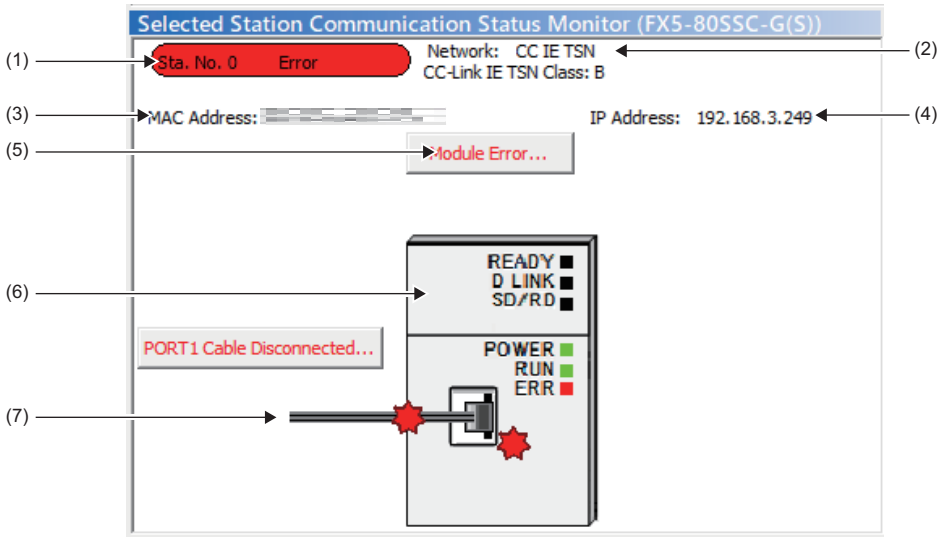 Selected Station Communication Status Monitor (FX5-80SSC-G(S))
(1) Sta. No. 0 Error Network: CC IE TSN (2)
CC-Link IE TSN Class: B
(3) MAC Address: IP Address: 192.168.3.249 (4)
(5) Module Error...
READY
(6) D LINK
SD/RD
PORT1 Cable Disconnected...
POWER
RUN
ERR
(7)